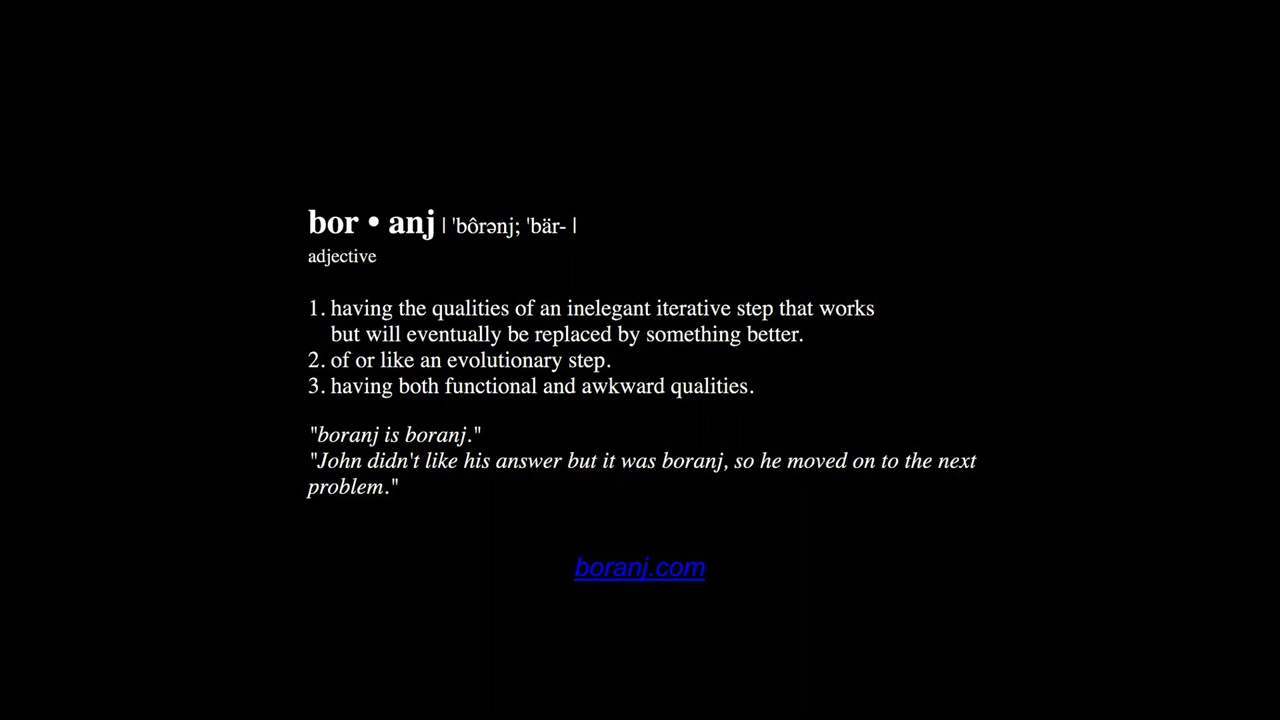 bor • anj | 'bôrənj; 'bär- |
adjective
1. having the qualities of an inelegant iterative step that works
but will eventually be replaced by something better.
2. of or like an evolutionary step.
3. having both functional and awkward qualities.
"boranj is boranj."
"John didn't like his answer but it was boranj, so he moved on to the next
problem."
boranj.com